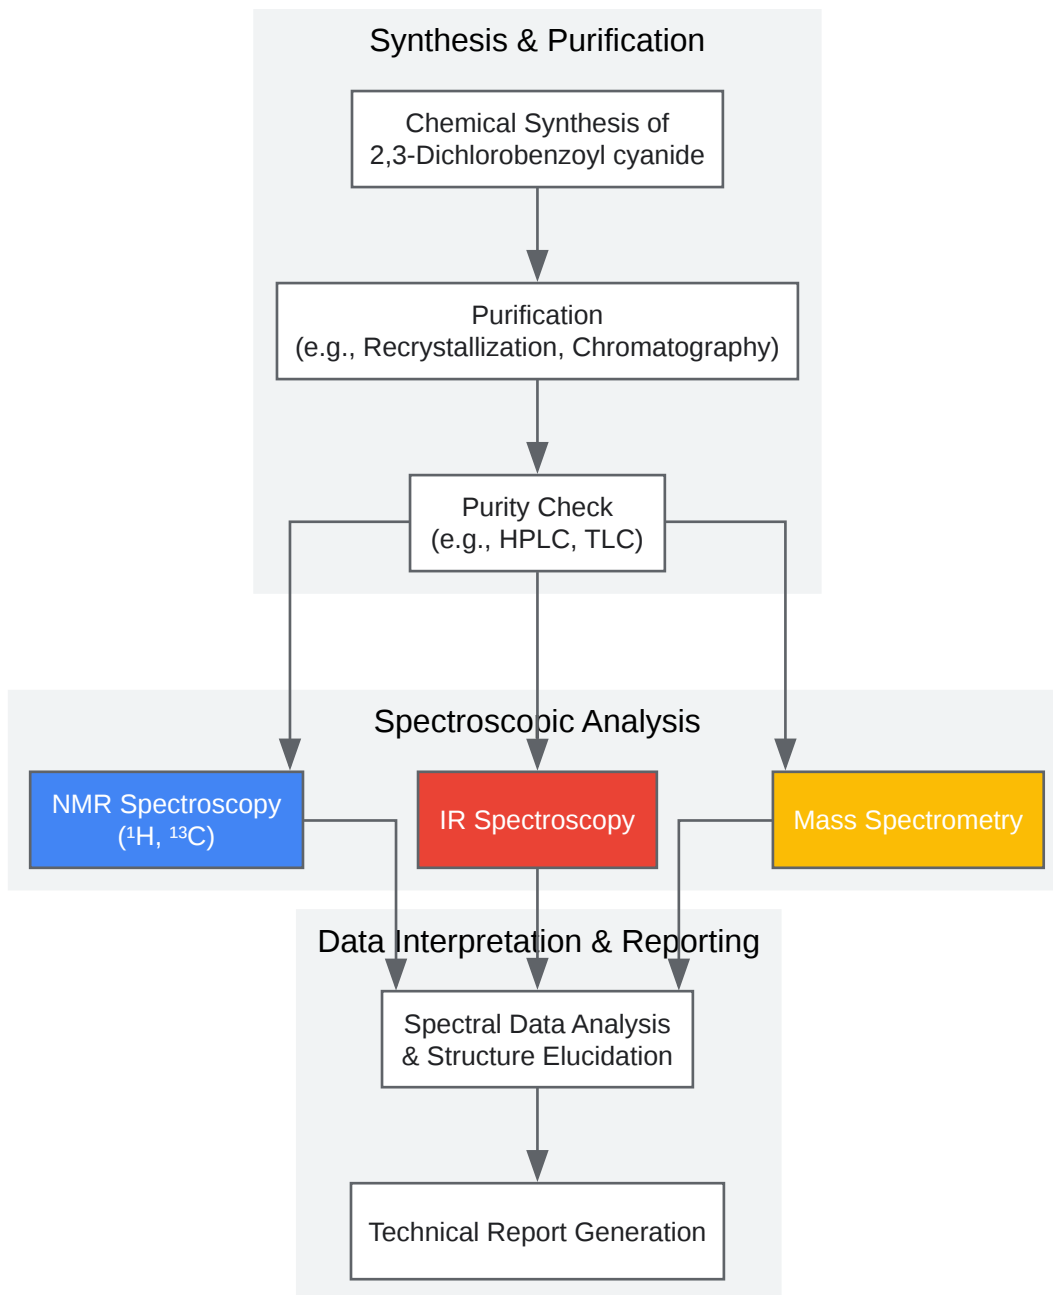 Synthesis & Purification
Chemical Synthesis of
2,3-Dichlorobenzoyl cyanide
Purification
(e.g., Recrystallization, Chromatography)
Purity Check
(e.g., HPLC, TLC)
Spectroscopic Analysis
NMR Spectroscopy
(¹H, ¹³C)
IR Spectroscopy
Mass Spectrometry
Data Interpretation & Reporting
Spectral Data Analysis
& Structure Elucidation
Technical Report Generation